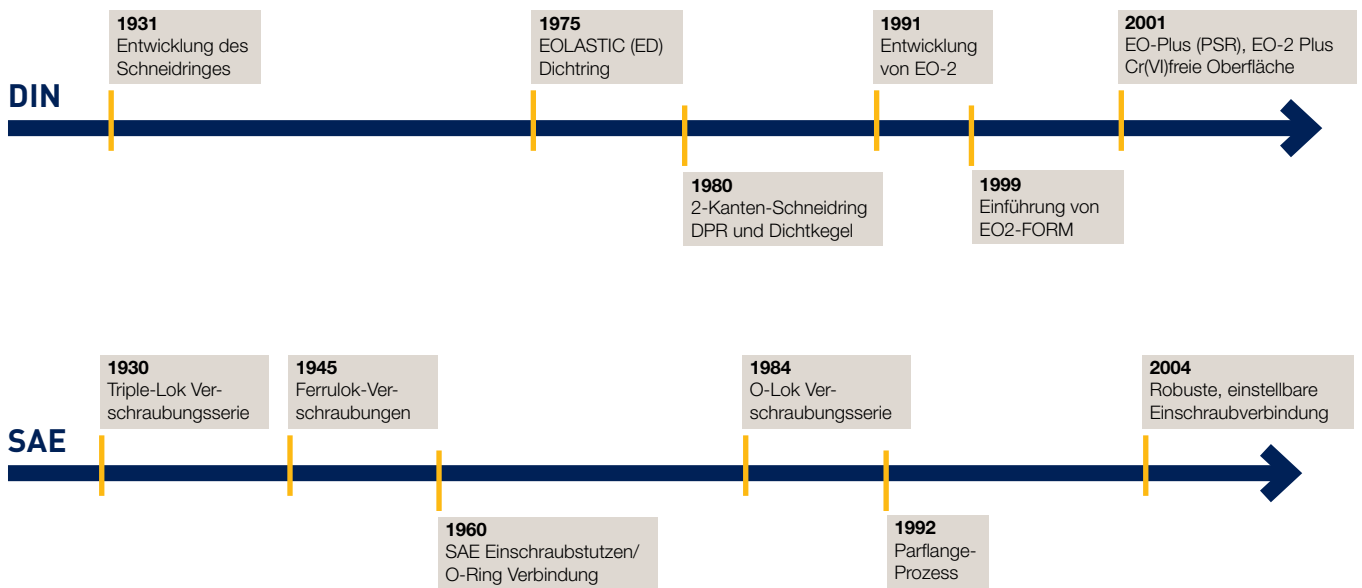 DIN
1931
Entwicklung des
Schneidringes
1975
EOLASTIC (ED)
Dichtring
1980
2-Kanten-Schneidring
DPR und Dichtkegel
1991
Entwicklung
von EO-2
1999
Einführung von
EO2-FORM
2001
EO-Plus (PSR), EO-2 Plus
Cr(VI)freie Oberfläche
SAE
1930
Triple-Lok Ver-
schraubungsserie
1945
Ferrulok-Ver-
schraubungen
1960
SAE Einschraubstutzen/
O-Ring Verbindung
1984
O-Lok Ver-
schraubungsserie
1992
Parflange-
Prozess
2004
Robuste, einstellbare
Einschraubverbindung